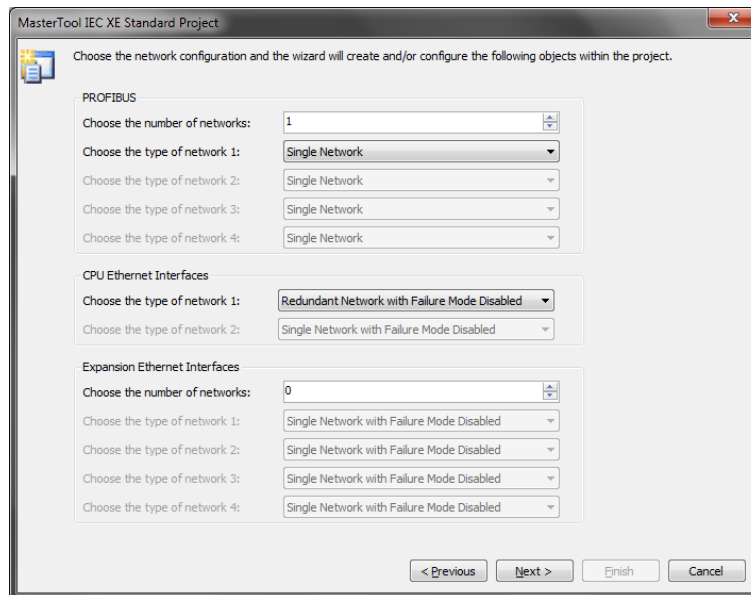 MasterTool IEC XE Standard Project
Choose the network configuration and the wizard will create and/or configure the following objects within the project.
PROFIBUS
Choose the number of networks: 1
Choose the type of network 1: Single Network
Choose the type of network 2: Single Network
Choose the type of network 3: Single Network
Choose the type of network 4: Single Network
CPU Ethernet Interfaces
Choose the type of network 1: Redundant Network with Failure Mode Disabled
Choose the type of network 2: Single Network with Failure Mode Disabled
Expansion Ethernet Interfaces
Choose the number of networks: 0
Choose the type of network 1: Single Network with Failure Mode Disabled
Choose the type of network 2: Single Network with Failure Mode Disabled
Choose the type of network 3: Single Network with Failure Mode Disabled
Choose the type of network 4: Single Network with Failure Mode Disabled
< Previous Next > Finish Cancel